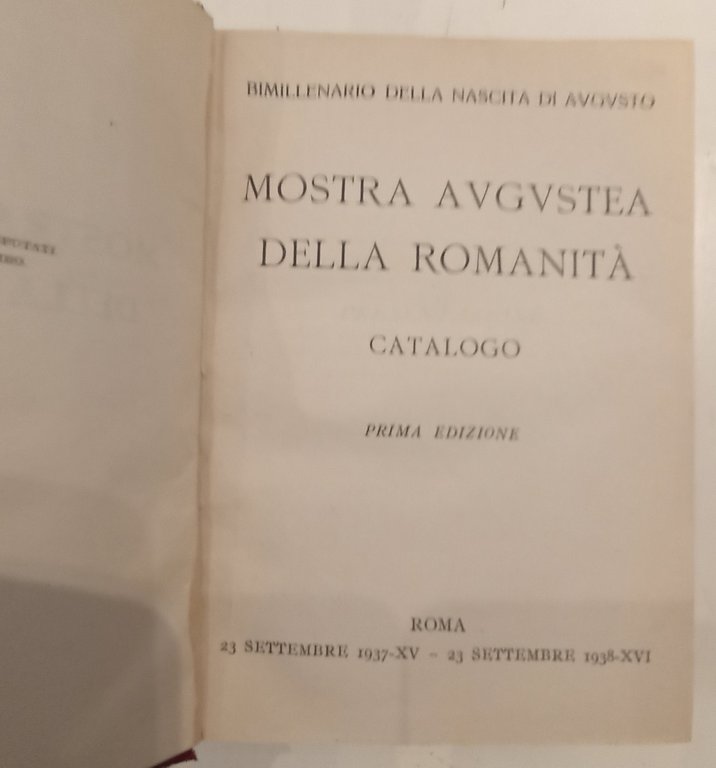 BIMILLENARIO DELLA NASCITA DI AVGVSTO
MOSTRA AVGVSTEA
DELLA ROMANITÀ
CATALOGO
PRIMA EDIZIONE
ROMA
23 SETTEMBRE 1937-XV – 23 SETTEMBRE 1938-XVI